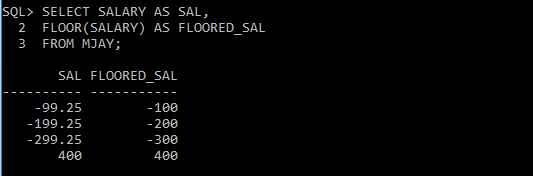 SQL> SELECT SALARY AS SAL,
  2  FLOOR(SALARY) AS FLOORED_SAL
  3  FROM MJAY;
       SAL FLOORED_SAL
---------- -----------
    -99.25        -100
   -199.25        -200
   -299.25        -300
       400         400